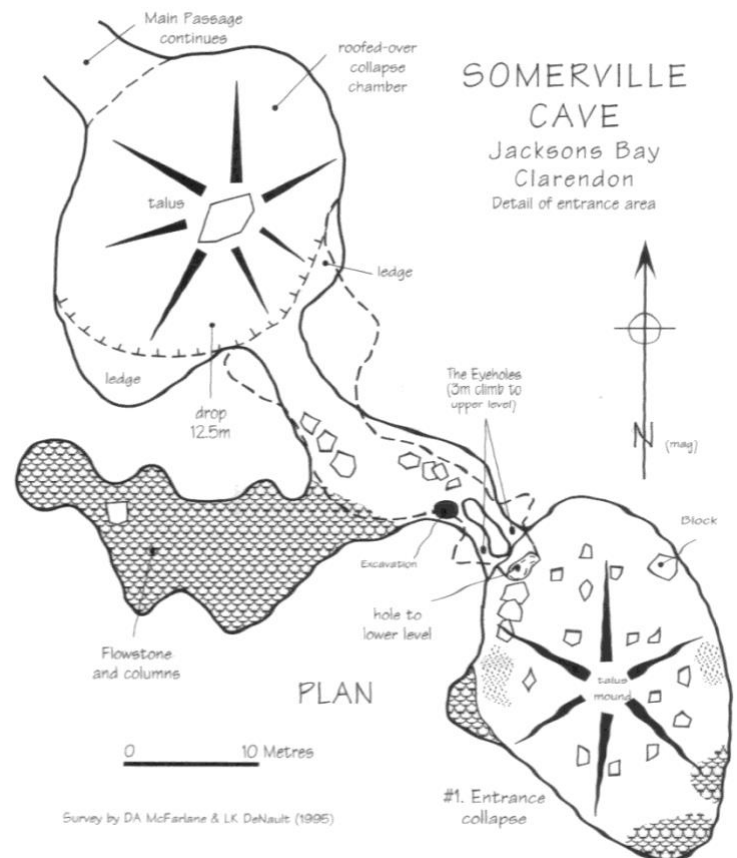 Main Passage
continues
roofed-over
collapse
chamber
SOMERVILLE
CAVE
Jacksons Bay
Clarendon
Detail of entrance area
talus
ledge
ledge
drop
12.5m
The Eyeholes
(3m climb to
upper level)
N (mag)
Block
Excavation
hole to
lower level
Flowstone
and columns
talus
mound
PLAN
0 10 Metres
#1. Entrance
collapse
Survey by DA McFarlane & LK DeNault (1995)